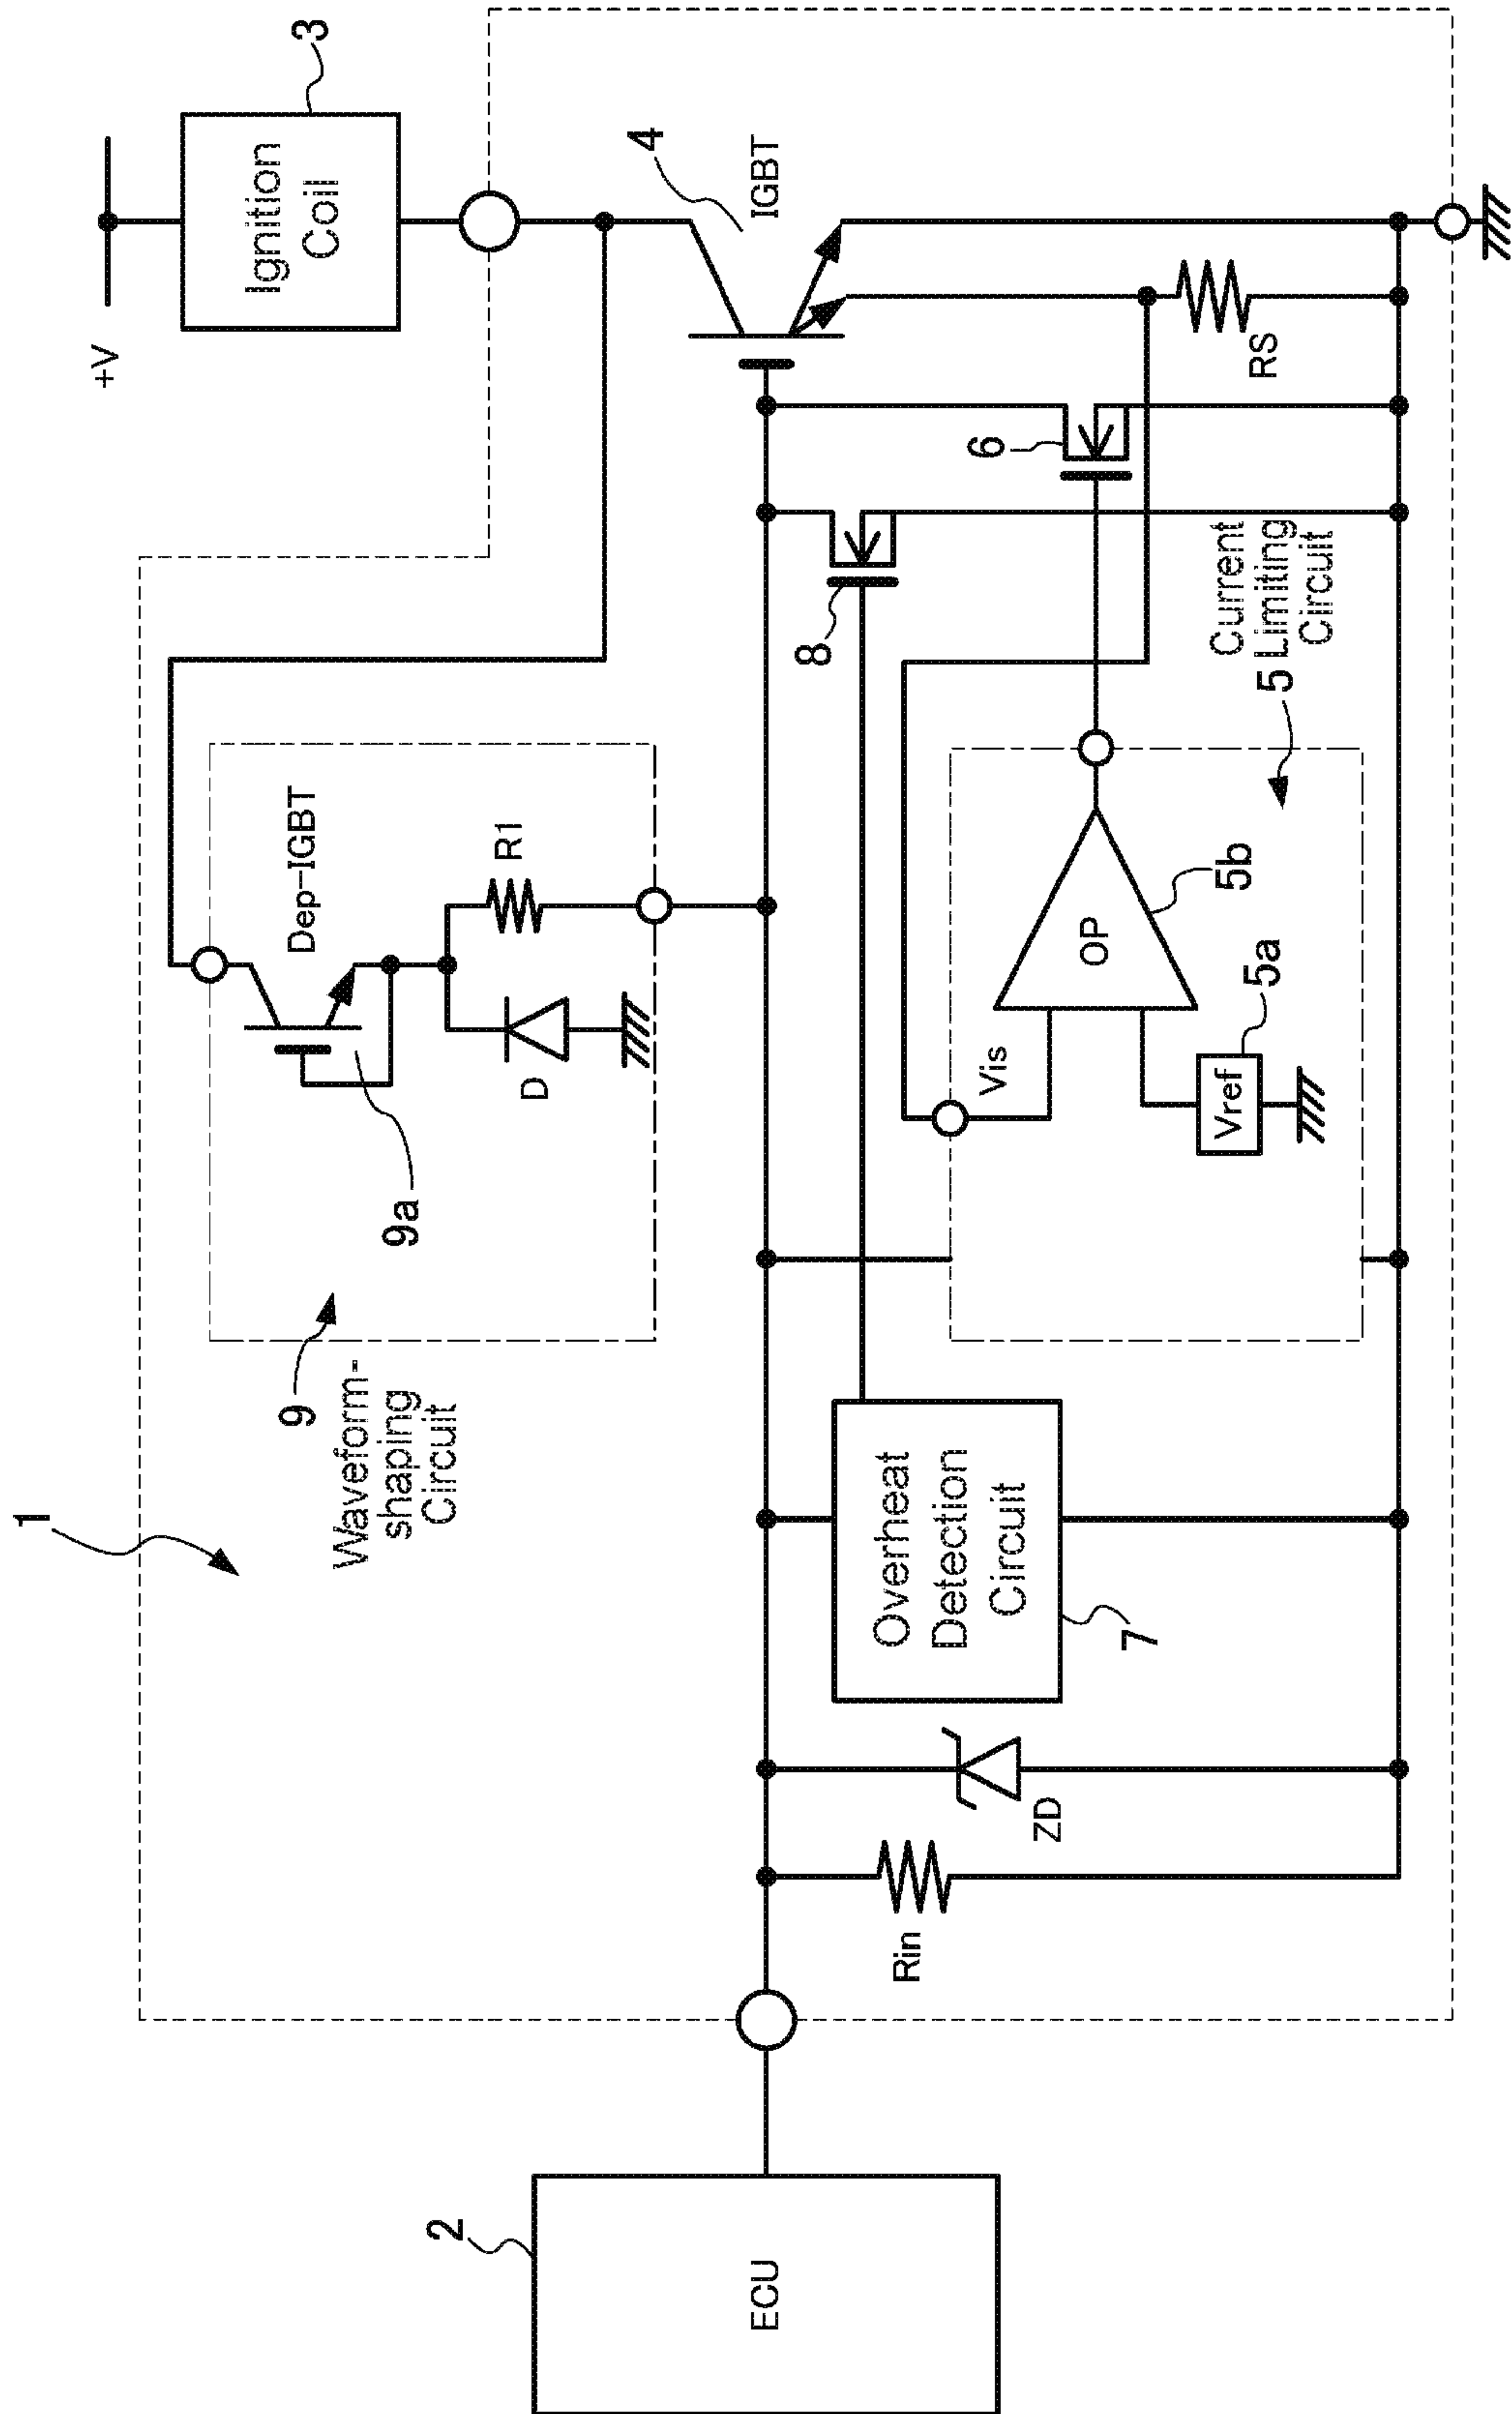 1
+V
Ignition
Coil
3
4
IGBT
Dep-IGBT
R1
D
9a
9
Waveform-
shaping
Circuit
8
6
RS
Current
Limiting
Circuit
5
Vis
OP
5b
5a
Vref
Overheat
Detection
Circuit
7
ZD
Rin
2
ECU